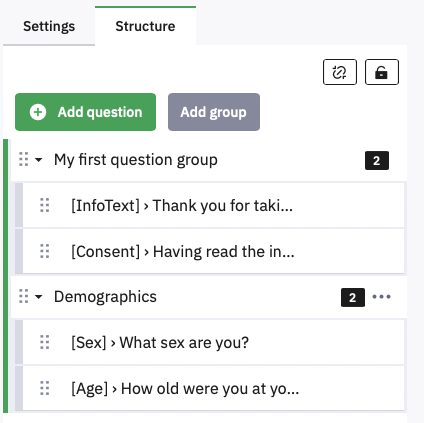 Settings
Structure
Add question
Add group
My first question group
2
[InfoText] › Thank you for taki...
[Consent] › Having read the in...
Demographics
2
[Sex] › What sex are you?
[Age] › How old were you at yo...